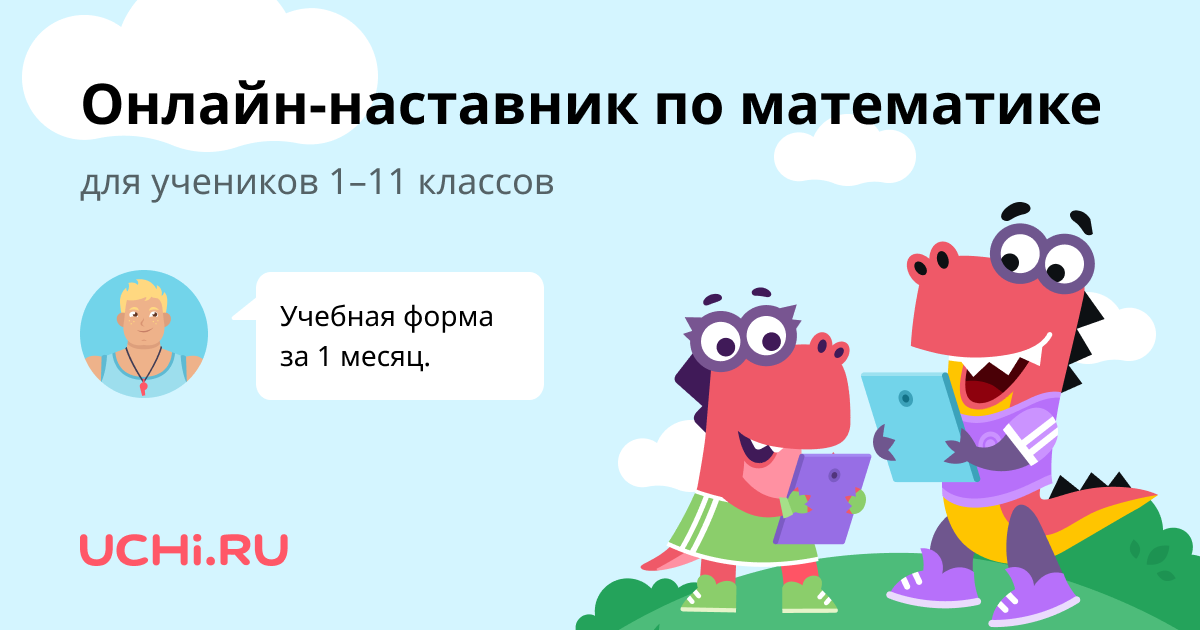 Онлайн-наставник по математике
для учеников 1–11 классов
Учебная форма
за 1 месяц.
UCHi.RU